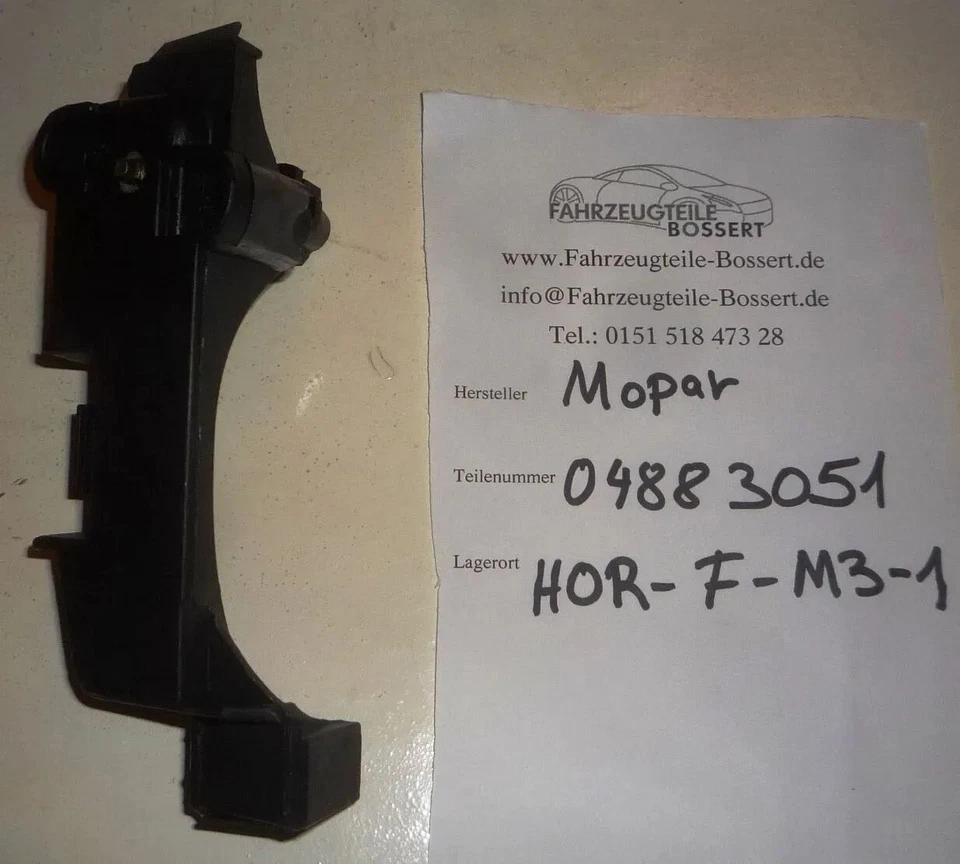 FAHRZEUGTEILE
BOSSERT
www.Fahrzeugteile-Bossert.de
info@Fahrzeugteile-Bossert.de
Tel.: 0151 518 473 28
Hersteller Mopar
Teilenummer 04883051
Lagerort HOR-F-M3-1